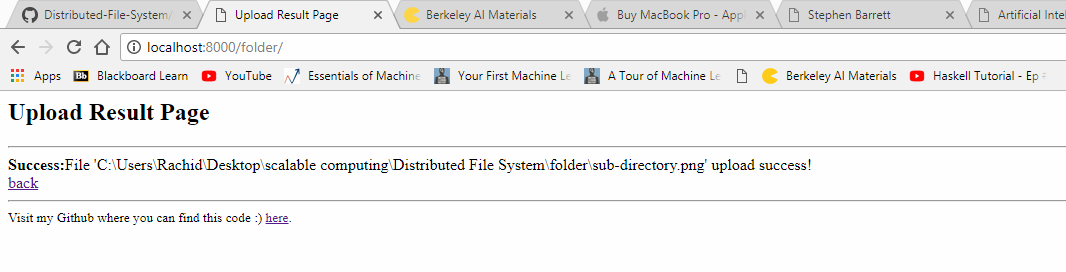 Distributed-File-System/
Upload Result Page
Berkeley AI Materials
Buy MacBook Pro - Appl
Stephen Barrett
Artificial Intel
localhost:8000/folder/
Apps
Bb Blackboard Learn
YouTube
Essentials of Machine
Your First Machine Le
A Tour of Machine Le
Berkeley AI Materials
Haskell Tutorial - Ep #
Upload Result Page
Success:File 'C:\Users\Rachid\Desktop\scalable computing\Distributed File System\folder\sub-directory.png' upload success!
back
Visit my Github where you can find this code :) here.